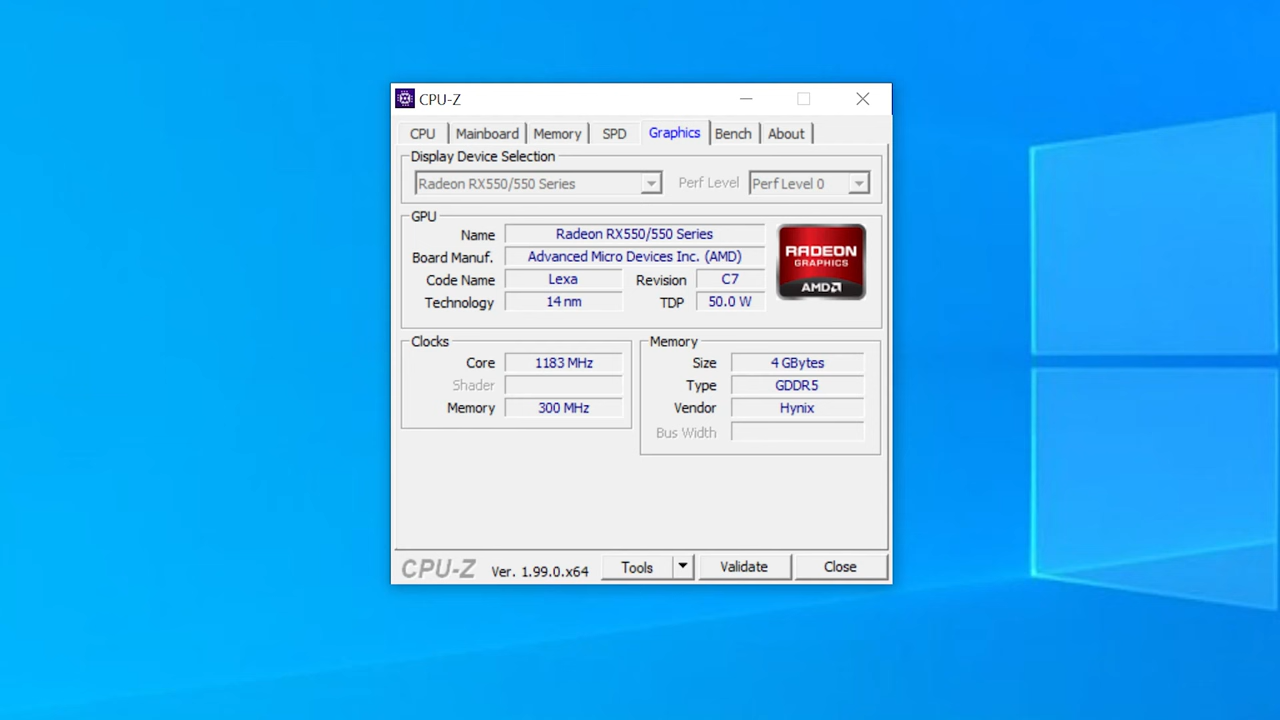 CPU-Z
CPU Mainboard Memory SPD Graphics Bench About
Display Device Selection
Radeon RX550/550 Series Perf Level Perf Level 0
GPU
Name Radeon RX550/550 Series
Board Manuf. Advanced Micro Devices Inc. (AMD)
Code Name Lexa Revision C7
Technology 14 nm TDP 50.0 W
RADEON
GRAPHICS
AMD
Clocks
Core 1183 MHz
Shader
Memory 300 MHz
Memory
Size 4 GBytes
Type GDDR5
Vendor Hynix
Bus Width
CPU-Z Ver. 1.99.0.x64 Tools Validate Close